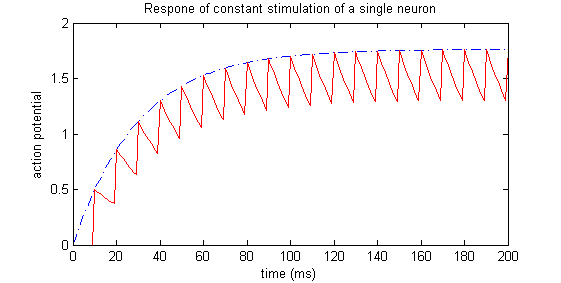 Respone of constant stimulation of a single neuron
2
1.5
1
0.5
0
action potential
0 20 40 60 80 100 120 140 160 180 200
time (ms)